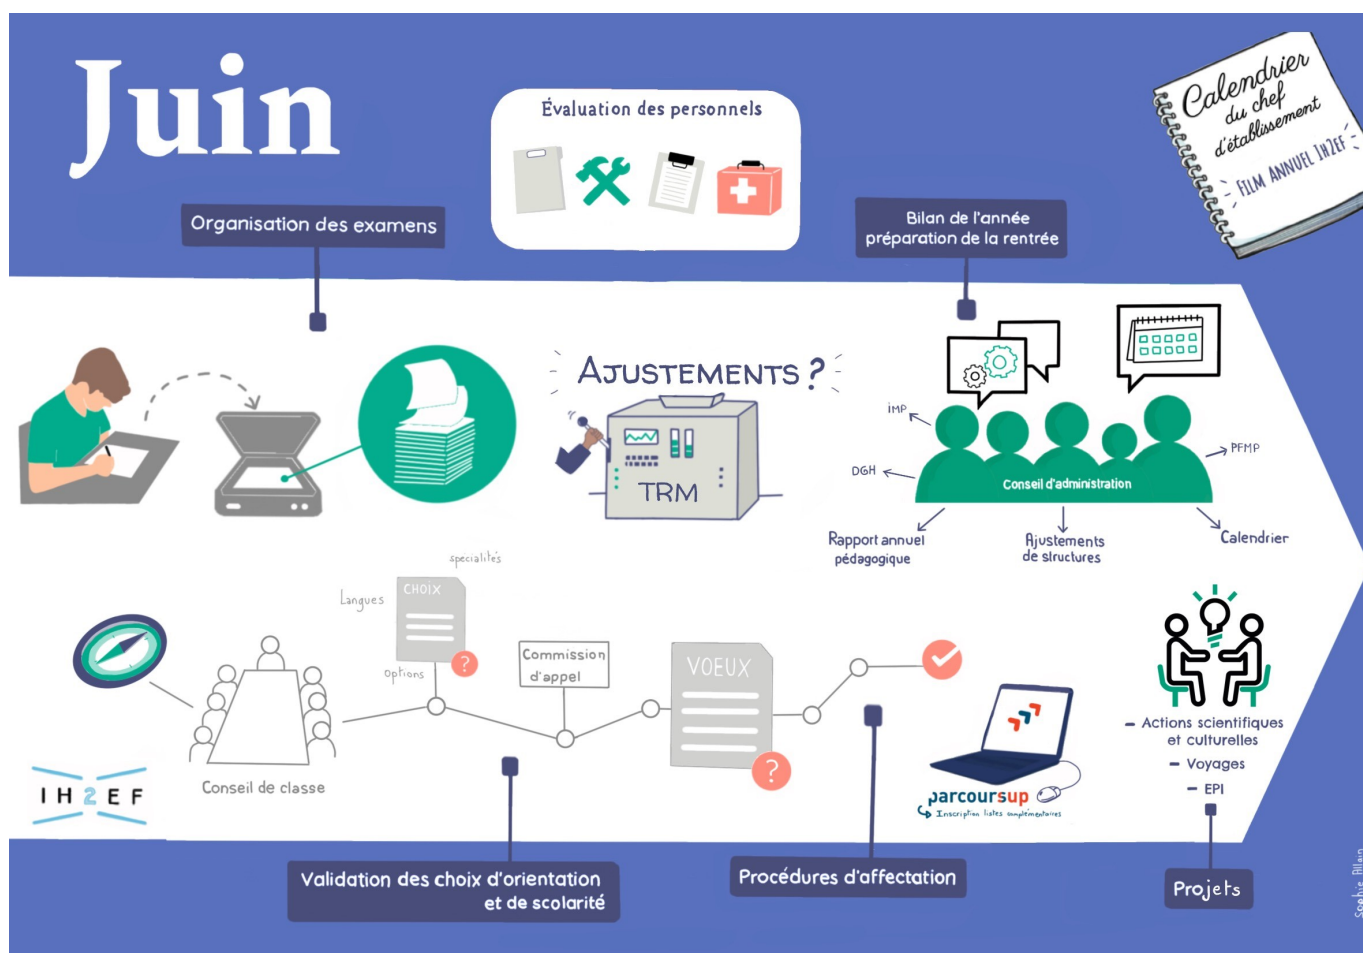 Juin
Évaluation des personnels
Calendrier
du chef
d'établissement
FILM ANNUEL IH2EF
Organisation des examens
Bilan de l'année
préparation de la rentrée
AJUSTEMENTS ?
TRM
iMP
DGH
PFMP
Conseil d'administration
Rapport annuel
pédagogique
Ajustements
de structures
Calendrier
spécialités
Langues
CHOIX
?
options
Commission
d'appel
VOEUX
?
Conseil de classe
IH2EF
parcoursup
Inscription listes complémentaires
– Actions scientifiques
et culturelles
– Voyages
– EPI
Validation des choix d'orientation
et de scolarité
Procédures d'affectation
Projets
Sophie Allain